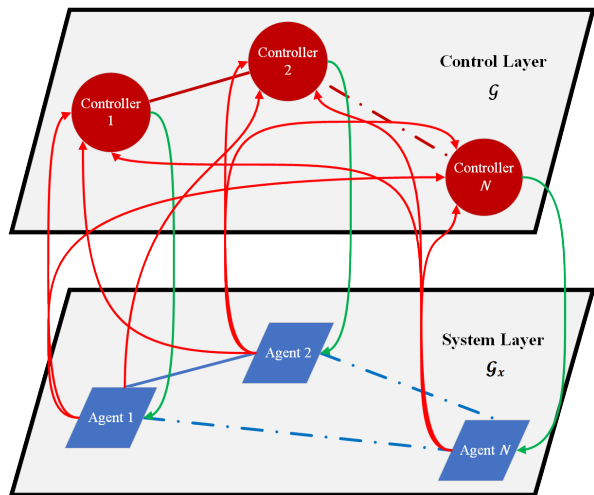 Controller
2
Control Layer
𝒢
Controller
1
Controller
N
System Layer
𝒢ₓ
Agent 2
Agent 1
Agent N